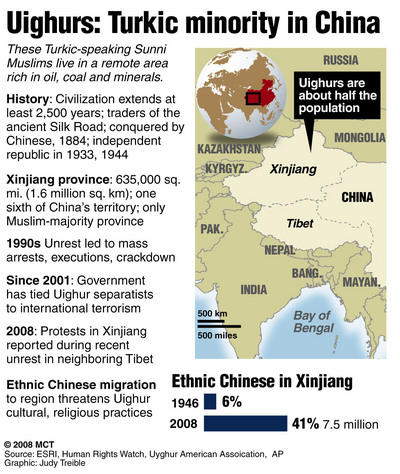 Uighurs: Turkic minority in China
These Turkic-speaking Sunni
Muslims live in a remote area
rich in oil, coal and minerals.
History: Civilization extends at
least 2,500 years; traders of the
ancient Silk Road; conquered by
Chinese, 1884; independent
republic in 1933, 1944
Xinjiang province: 635,000 sq.
mi. (1.6 million sq. km); one
sixth of China's territory; only
Muslim-majority province
1990s Unrest led to mass
arrests, executions, crackdown
Since 2001: Government
has tied Uighur separatists
to international terrorism
2008: Protests in Xinjiang
reported during recent
unrest in neighboring Tibet
Ethnic Chinese migration
to region threatens Uighur
cultural, religious practices
RUSSIA
Uighurs are
about half the
population
MONGOLIA
KAZAKHSTAN
KYRGYZ.
Xinjiang
CHINA
Tibet
PAK.
NEPAL
BANG.
INDIA
MAYAN.
500 km
500 miles
Bay of
Bengal
Ethnic Chinese in Xinjiang
1946 6%
2008 41% 7.5 million
© 2008 MCT
Source: ESRI, Human Rights Watch, Uyghur American Assoication, AP
Graphic: Judy Treible